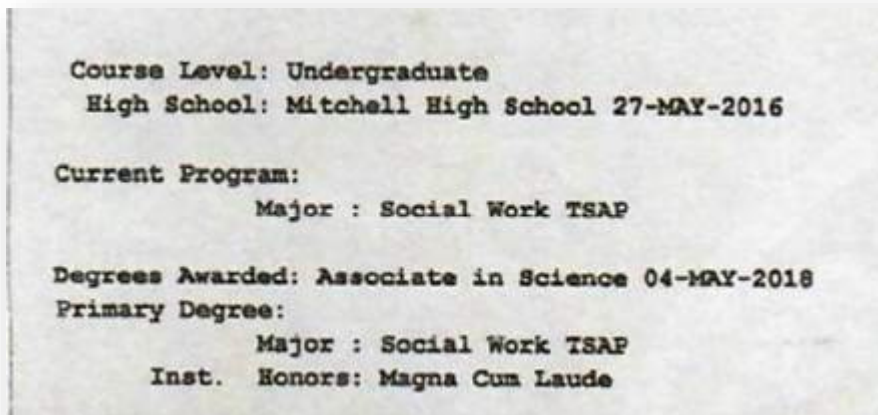 Course Level: Undergraduate
High School: Mitchell High School 27-MAY-2016
Current Program:
Major : Social Work TSAP
Degrees Awarded: Associate in Science 04-MAY-2018
Primary Degree:
Major : Social Work TSAP
Inst. Honors: Magna Cum Laude